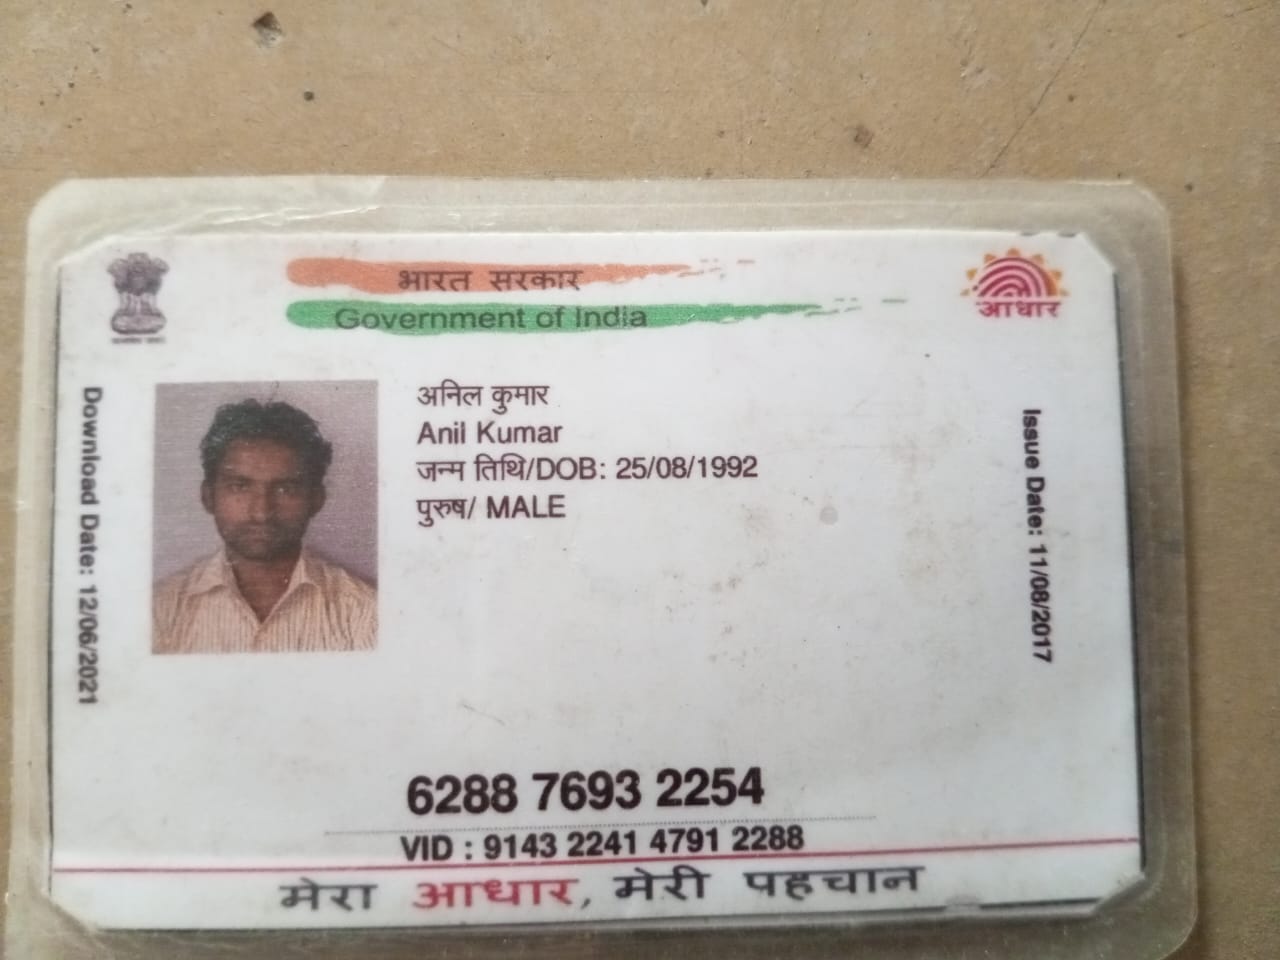 भारत सरकार
Government of India
आधार
Download Date: 12/06/2021
अनिल कुमार
Anil Kumar
जन्म तिथि/DOB: 25/08/1992
पुरुष/ MALE
Issue Date: 11/08/2017
6288 7693 2254
VID : 9143 2241 4791 2288
मेरा आधार, मेरी पहचान